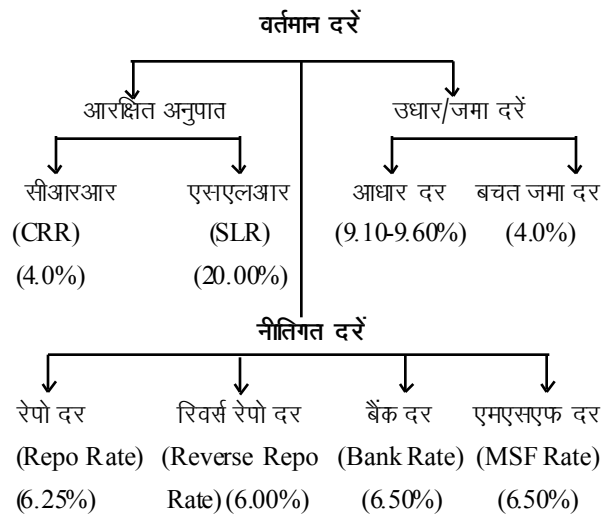 वर्तमान दरें
आरक्षित अनुपात उधार/जमा दरें
सीआरआर एसएलआर आधार दर बचत जमा दर
(CRR) (SLR) (9.10-9.60%) (4.0%)
(4.0%) (20.00%)
नीतिगत दरें
रेपो दर रिवर्स रेपो दर बैंक दर एमएसएफ दर
(Repo Rate) (Reverse Repo (Bank Rate) (MSF Rate)
(6.25%) Rate) (6.00%) (6.50%) (6.50%)